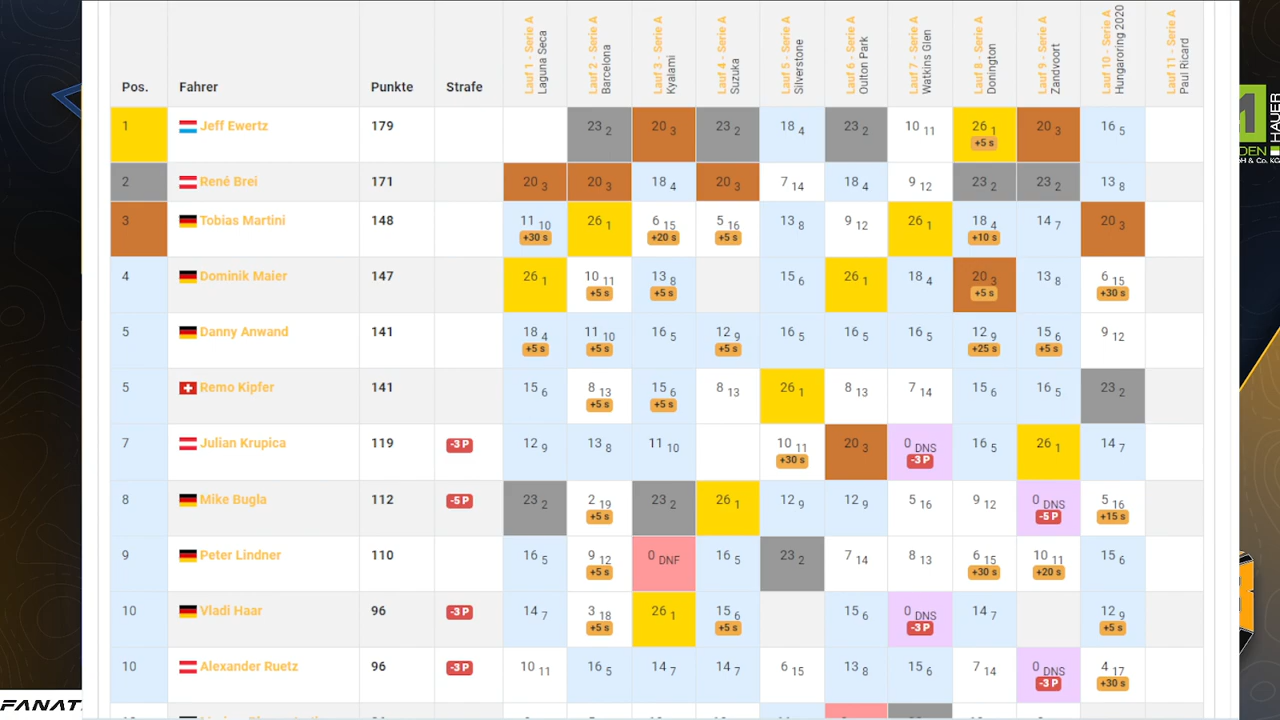 Pos. Fahrer Punkte Strafe Lauf 1 - Serie A Laguna Seca Lauf 2 - Serie A Barcelona Lauf 3 - Serie A Kyalami Lauf 4 - Serie A Suzuka Lauf 5 - Serie A Silverstone Lauf 6 - Serie A Oulton Park Lauf 7 - Serie A Watkins Glen Lauf 8 - Serie A Donington Lauf 9 - Serie A Zandvoort Lauf 10 - Serie A Hungaroring 2020 Lauf 11 - Serie A Paul Ricard
1 Jeff Ewertz 179 23 2 20 3 23 2 18 4 23 2 10 11 26 1 +5 s 20 3 16 5
2 René Brei 171 20 3 20 3 18 4 20 3 7 14 18 4 9 12 23 2 23 2 13 8
3 Tobias Martini 148 11 10 +30 s 26 1 6 15 +20 s 5 16 +5 s 13 8 9 12 26 1 18 4 +10 s 14 7 20 3
4 Dominik Maier 147 26 1 10 11 +5 s 13 8 +5 s 15 6 26 1 18 4 20 3 +5 s 13 8 6 15 +30 s
5 Danny Anwand 141 18 4 +5 s 11 10 +5 s 16 5 12 9 +5 s 16 5 16 5 16 5 12 9 +25 s 15 6 +5 s 9 12
5 Remo Kipfer 141 15 6 8 13 +5 s 15 6 +5 s 8 13 26 1 8 13 7 14 15 6 16 5 23 2
7 Julian Krupica 119 -3 P 12 9 13 8 11 10 10 11 +30 s 20 3 0 DNS -3 P 16 5 26 1 14 7
8 Mike Bugla 112 -5 P 23 2 2 19 +5 s 23 2 26 1 12 9 12 9 5 16 9 12 0 DNS -5 P 5 16 +15 s
9 Peter Lindner 110 16 5 9 12 +5 s 0 DNF 16 5 23 2 7 14 8 13 6 15 +30 s 10 11 +20 s 15 6
10 Vladi Haar 96 -3 P 14 7 3 18 +5 s 26 1 15 6 +5 s 15 6 0 DNS -3 P 14 7 12 9 +5 s
10 Alexander Ruetz 96 -3 P 10 11 16 5 14 7 14 7 6 15 13 8 15 6 7 14 0 DNS -3 P 4 17 +30 s
FANAT
DEN
HAUER
H & Co. KG